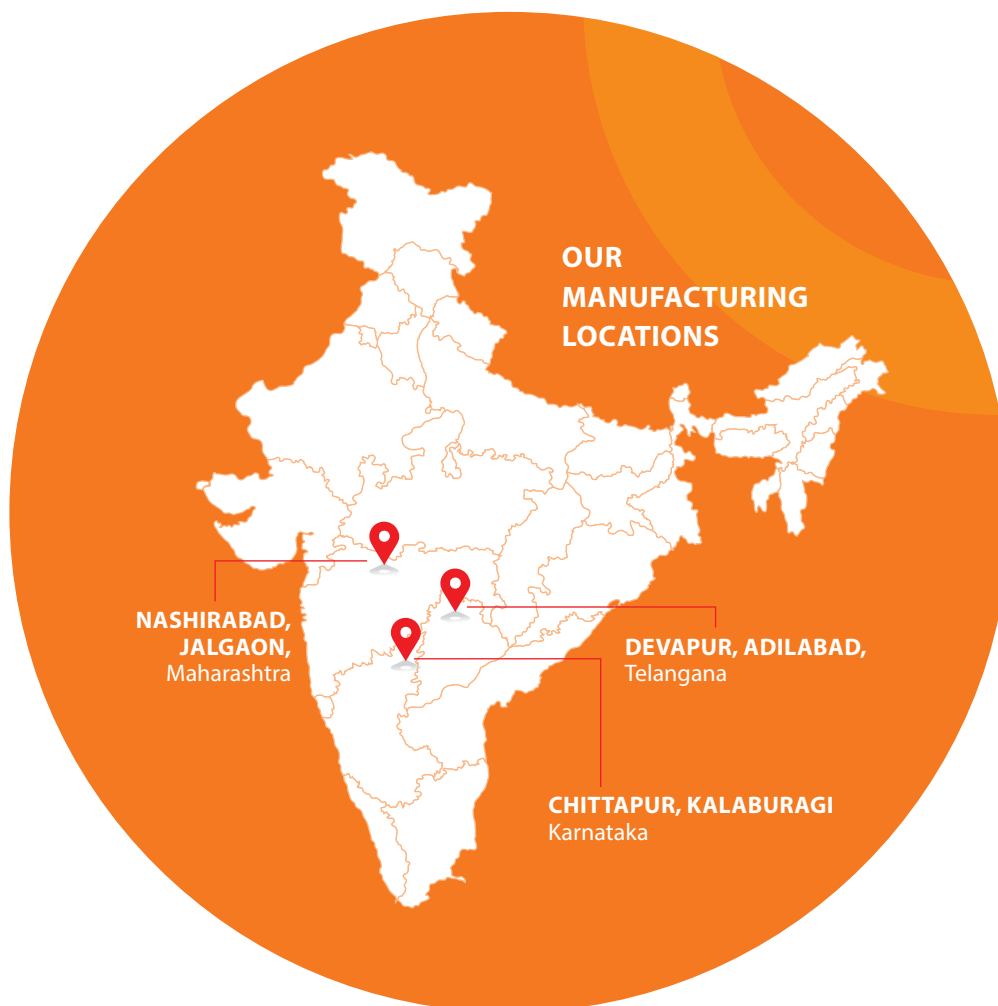 OUR
MANUFACTURING
LOCATIONS
NASHIRABAD,
JALGAON,
Maharashtra
DEVAPUR, ADILABAD,
Telangana
CHITTAPUR, KALABURAGI
Karnataka